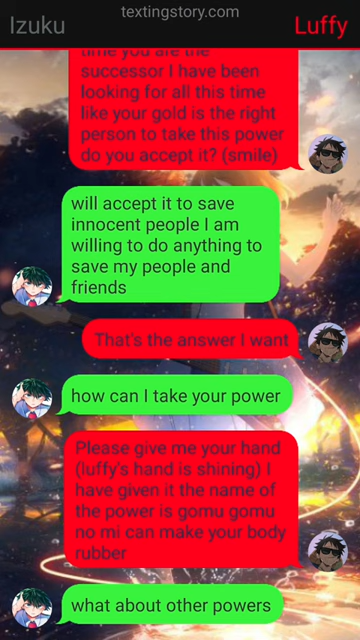 textingstory.com
Izuku
Luffy
time you are the
successor I have been
looking for all this time
like your gold is the right
person to take this power
do you accept it? (smile)
will accept it to save
innocent people I am
willing to do anything to
save my people and
friends
That's the answer I want
how can I take your power
Please give me your hand
(luffy's hand is shining) I
have given it the name of
the power is gomu gomu
no mi can make your body
rubber
what about other powers